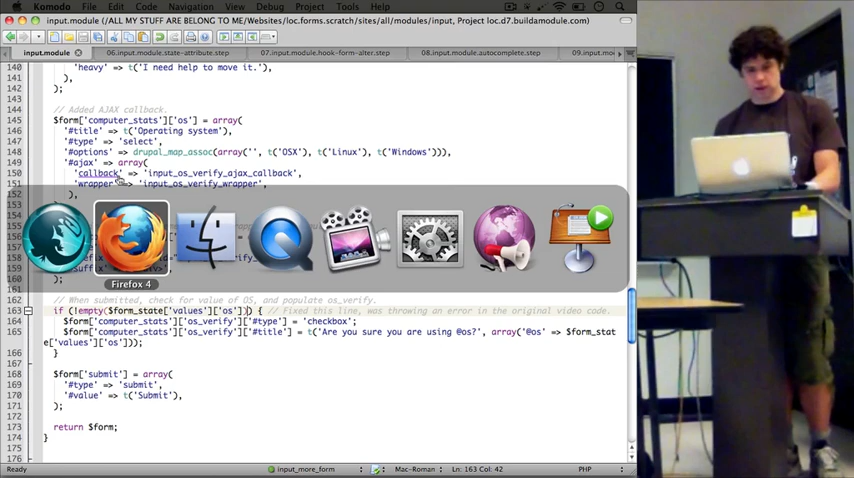 Komodo File Edit Code Navigation View Debug Project Tools Window Help
input.module (/ALL MY STUFF ARE BELONG TO ME/Websites/loc.forms.scratch/sites/all/modules/input, Project loc.d7.buildamodule.com)
input.module 06.input.module.state-attribute.step 07.input.module.hook-form-alter.step 08.input.module.autocomplete.step 09.input.mo
140 'heavy' => t('I need help to move it.'),
141 ),
142 );
143
144 // Added AJAX callback.
145 $form['computer_stats']['os'] = array(
146 '#title' => t('Operating system'),
147 '#type' => 'select',
148 '#options' => drupal_map_assoc(array('', t('OSX'), t('Linux'), t('Windows'))),
149 '#ajax' => array(
150 'callback' => 'input_os_verify_ajax_callback',
151 'wrapper' => 'input_os_verify_wrapper',
152 ),
Firefox 4
160 );
161
162 // When submitted, check for value of OS, and populate os_verify.
163 if (!empty($form_state['values']['os'])) { // Fixed this line, was throwing an error in the original video code.
164 $form['computer_stats']['os_verify']['#type'] = 'checkbox';
165 $form['computer_stats']['os_verify']['#title'] = t('Are you sure you are using @os?', array('@os' => $form_stat
e['values']['os']));
166 }
167
168 $form['submit'] = array(
169 '#type' => 'submit',
170 '#value' => t('Submit'),
171 );
172
173 return $form;
174 }
175
176
Ready input_more_form Mac-Roman Ln: 163 Col: 42 PHP